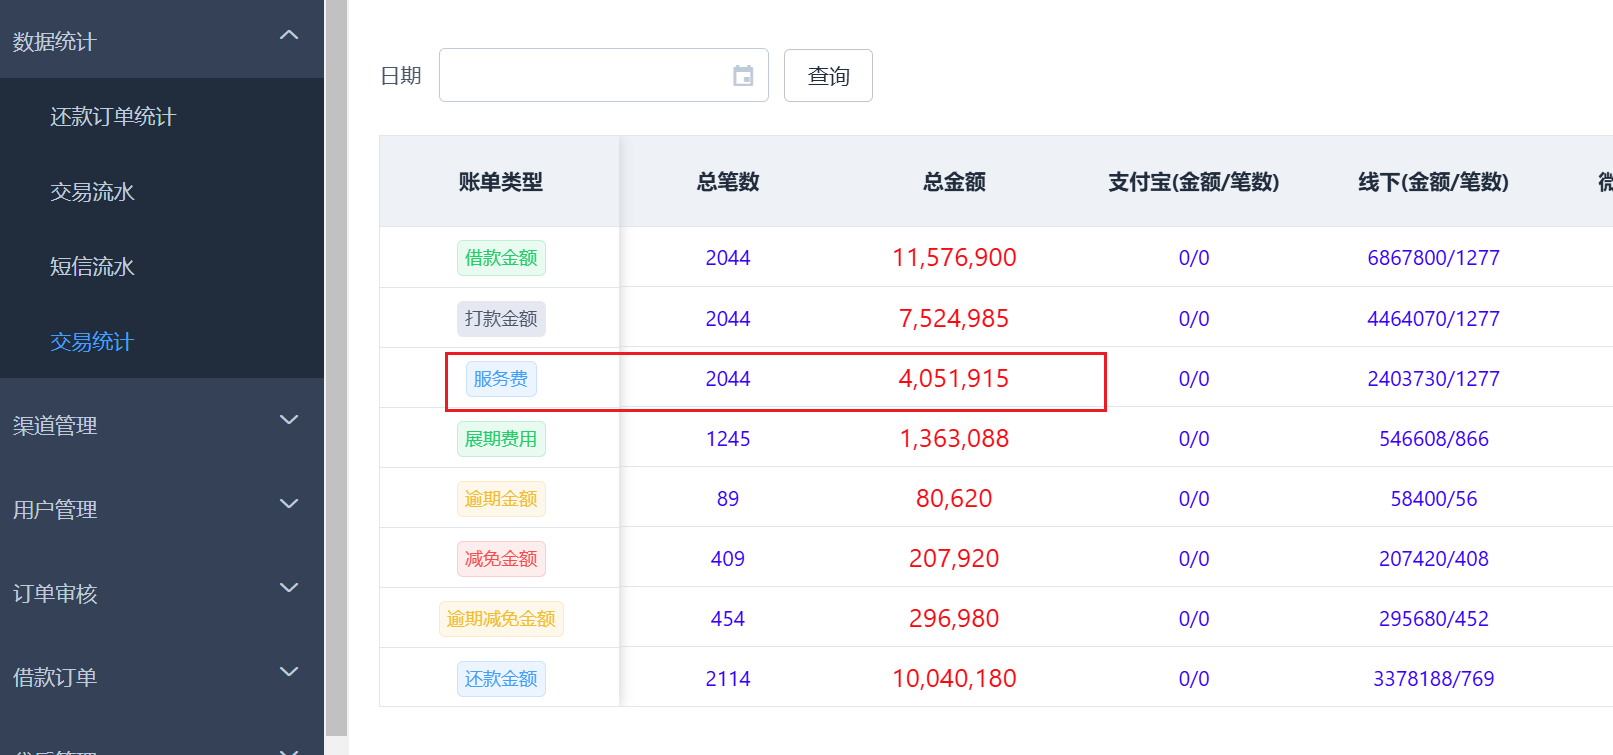 数据统计
还款订单统计
交易流水
短信流水
交易统计
渠道管理
用户管理
订单审核
借款订单
日期 查询
账单类型 总笔数 总金额 支付宝(金额/笔数) 线下(金额/笔数)
借款金额 2044 11,576,900 0/0 6867800/1277
打款金额 2044 7,524,985 0/0 4464070/1277
服务费 2044 4,051,915 0/0 2403730/1277
展期费用 1245 1,363,088 0/0 546608/866
逾期金额 89 80,620 0/0 58400/56
减免金额 409 207,920 0/0 207420/408
逾期减免金额 454 296,980 0/0 295680/452
还款金额 2114 10,040,180 0/0 3378188/769